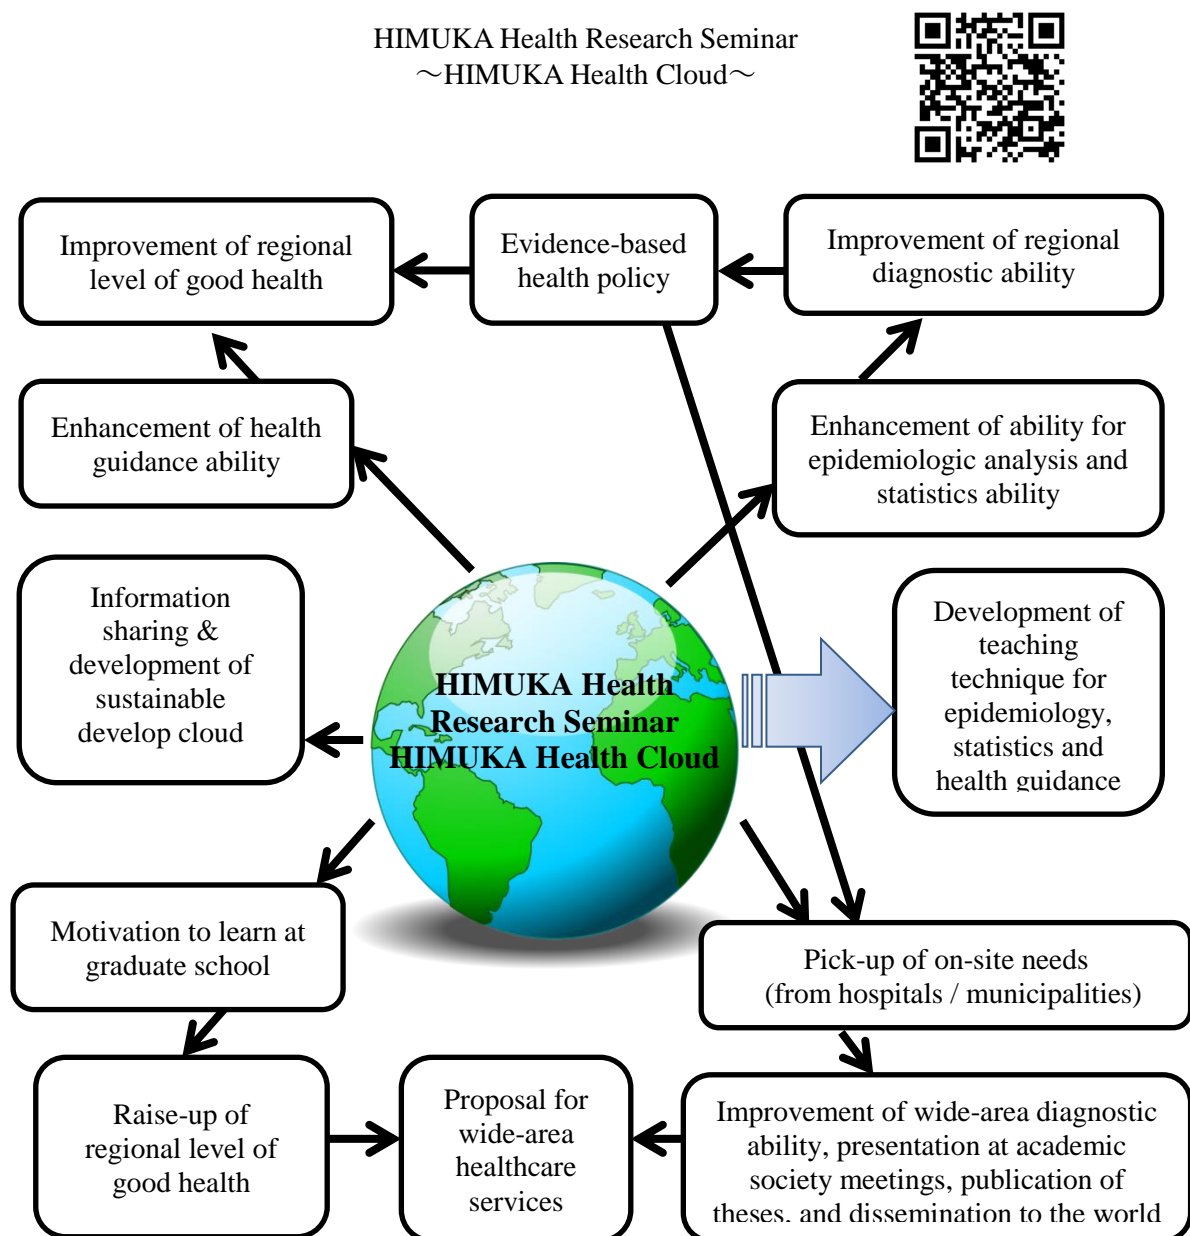 HIMUKA Health Research Seminar
～HIMUKA Health Cloud～
Improvement of regional
level of good health
Evidence-based
health policy
Improvement of regional
diagnostic ability
Enhancement of health
guidance ability
Enhancement of ability for
epidemiologic analysis and
statistics ability
Information
sharing &
development of
sustainable
develop cloud
HIMUKA Health
Research Seminar
HIMUKA Health Cloud
Development of
teaching
technique for
epidemiology,
statistics and
health guidance
Motivation to learn at
graduate school
Pick-up of on-site needs
(from hospitals / municipalities)
Raise-up of
regional level of
good health
Proposal for
wide-area
healthcare
services
Improvement of wide-area diagnostic
ability, presentation at academic
society meetings, publication of
theses, and dissemination to the world